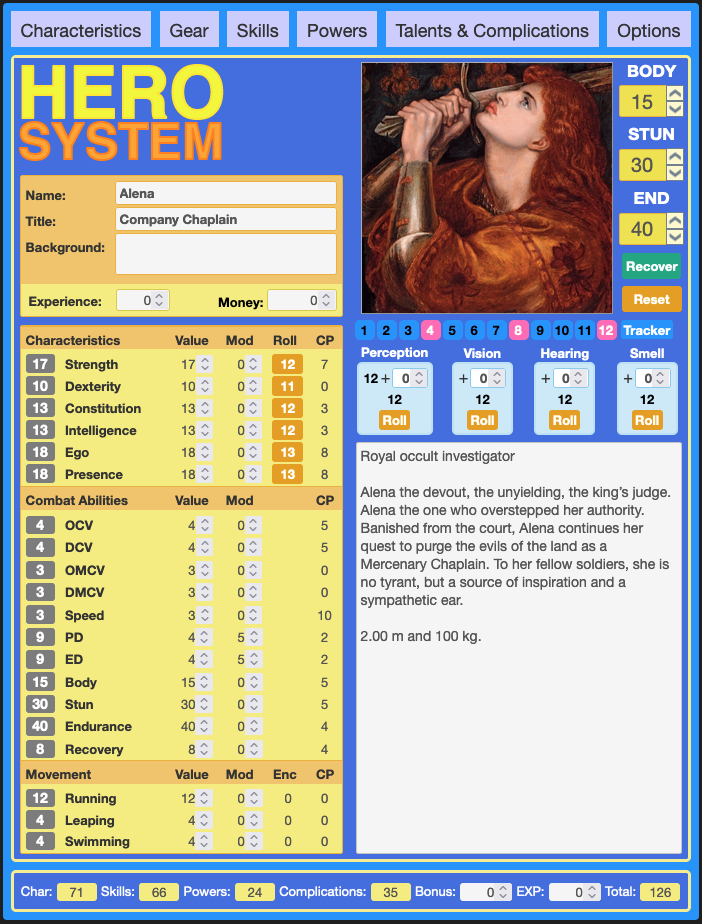 Characteristics Gear Skills Powers Talents & Complications Options
HERO
SYSTEM
Name: Alena
Title: Company Chaplain
Background:
Experience: 0 Money: 0
BODY
15
STUN
30
END
40
Recover
Reset
1 2 3 4 5 6 7 8 9 10 11 12 Tracker
Perception Vision Hearing Smell
12 + 0 + 0 + 0 + 0
12 12 12 12
Roll Roll Roll Roll
Characteristics Value Mod Roll CP
17 Strength 17 0 12 7
10 Dexterity 10 0 11 0
13 Constitution 13 0 12 3
13 Intelligence 13 0 12 3
18 Ego 18 0 13 8
18 Presence 18 0 13 8
Combat Abilities Value Mod CP
4 OCV 4 0 5
4 DCV 4 0 5
3 OMCV 3 0 0
3 DMCV 3 0 0
3 Speed 3 0 10
9 PD 4 5 2
9 ED 4 5 2
15 Body 15 0 5
30 Stun 30 0 5
40 Endurance 40 0 4
8 Recovery 8 0 4
Movement Value Mod Enc CP
12 Running 12 0 0 0
4 Leaping 4 0 0 0
4 Swimming 4 0 0 0
Royal occult investigator
Alena the devout, the unyielding, the king's judge.
Alena the one who overstepped her authority.
Banished from the court, Alena continues her
quest to purge the evils of the land as a
Mercenary Chaplain. To her fellow soldiers, she is
no tyrant, but a source of inspiration and a
sympathetic ear.
2.00 m and 100 kg.
Char: 71 Skills: 66 Powers: 24 Complications: 35 Bonus: 0 EXP: 0 Total: 126